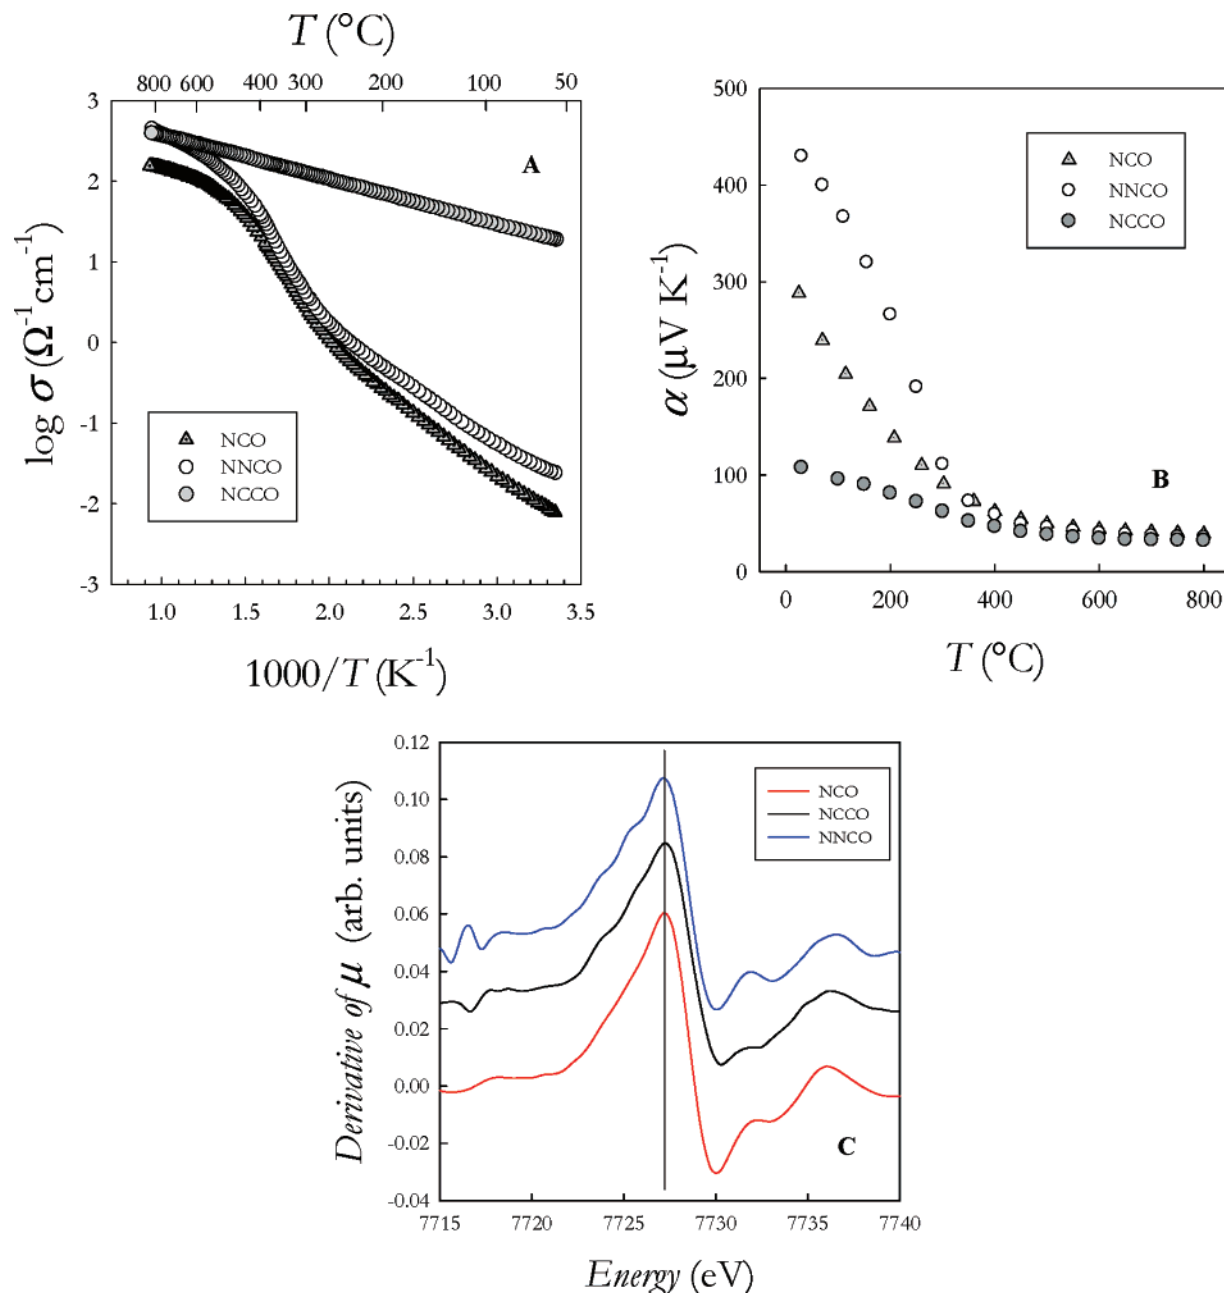 T (°C)
800 600 400 300 200 100 50
3
2
1
0
-1
-2
-3
log σ (Ω⁻¹cm⁻¹)
A
NCO
NNCO
NCCO
1.0 1.5 2.0 2.5 3.0 3.5
1000/T (K⁻¹)
500
400
300
200
100
0
α (µV K⁻¹)
NCO
NNCO
NCCO
B
0 200 400 600 800
T (°C)
0.12
0.10
0.08
0.06
0.04
0.02
0.00
-0.02
-0.04
Derivative of µ (arb. units)
NCO
NCCO
NNCO
C
7715 7720 7725 7730 7735 7740
Energy (eV)